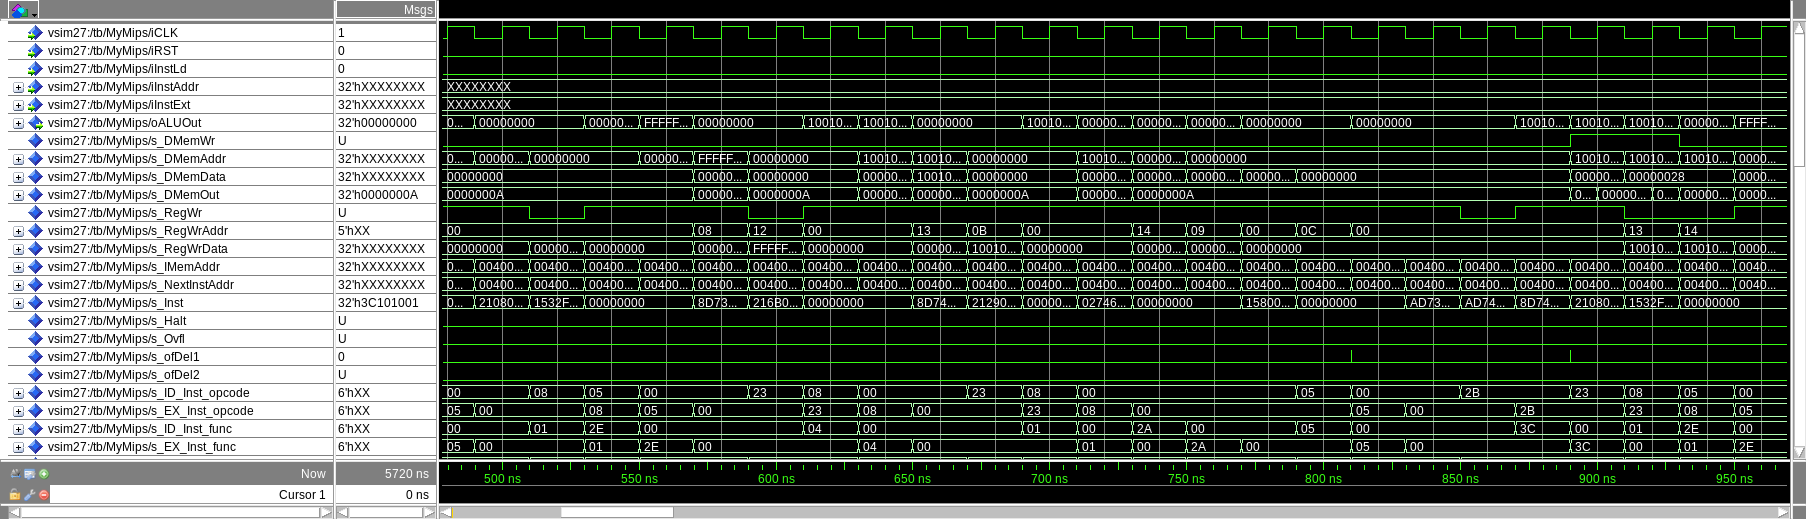 Msgs
vsim27:/tb/MyMips/iCLK 1
vsim27:/tb/MyMips/iRST 0
vsim27:/tb/MyMips/iInstLd 0
vsim27:/tb/MyMips/iInstAddr 32'hXXXXXXXX XXXXXXXX
vsim27:/tb/MyMips/iInstExt 32'hXXXXXXXX XXXXXXXX
vsim27:/tb/MyMips/oALUOut 32'h00000000 0... 00000000 00000... FFFFF... 00000000 10010... 10010... 00000000 10010... 00000... 00000... 00000... 00000000 00000000 10010... 10010... 10010... 00000... FFFF...
vsim27:/tb/MyMips/s_DMemWr U
vsim27:/tb/MyMips/s_DMemAddr 32'hXXXXXXXX 0... 00000... 00000000 00000... FFFFF... 00000000 10010... 10010... 00000000 10010... 00000... 00000000 10010... 10010... 10010... 0000...
vsim27:/tb/MyMips/s_DMemData 32'hXXXXXXXX 00000000 00000... 00000000 00000... 10010... 00000000 00000... 00000... 00000... 00000... 00000000 00000... 00000028 0000...
vsim27:/tb/MyMips/s_DMemOut 32'h0000000A 0000000A 00000... 0000000A 00000... 00000... 0000000A 00000... 0000000A 0... 00000... 0... 00000... 0000...
vsim27:/tb/MyMips/s_RegWr U
vsim27:/tb/MyMips/s_RegWrAddr 5'hXX 00 08 12 00 13 0B 00 14 09 00 0C 00 13 14
vsim27:/tb/MyMips/s_RegWrData 32'hXXXXXXXX 00000000 00000... 00000000 00000... FFFFF... 00000000 00000... 10010... 00000000 00000... 00000... 00000000 10010... 10010... 0000...
vsim27:/tb/MyMips/s_IMemAddr 32'hXXXXXXXX 0... 00400... 00400... 00400... 00400... 00400... 00400... 00400... 00400... 00400... 00400... 00400... 00400... 00400... 00400... 00400... 00400... 00400... 00400... 00400... 00400... 00400... 00400... 00400... 0040...
vsim27:/tb/MyMips/s_NextInstAddr 32'hXXXXXXXX 0... 00400... 00400... 00400... 00400... 00400... 00400... 00400... 00400... 00400... 00400... 00400... 00400... 00400... 00400... 00400... 00400... 00400... 00400... 00400... 00400... 00400... 00400... 00400... 0040...
vsim27:/tb/MyMips/s_Inst 32'h3C101001 0... 21080... 1532F... 00000000 8D73... 216B0... 00000000 8D74... 21290... 00000... 02746... 00000000 15800... 00000000 AD73... AD74... 8D74... 21080... 1532F... 00000000
vsim27:/tb/MyMips/s_Halt U
vsim27:/tb/MyMips/s_Ovfl U
vsim27:/tb/MyMips/s_ofDel1 0
vsim27:/tb/MyMips/s_ofDel2 U
vsim27:/tb/MyMips/s_ID_Inst_opcode 6'hXX 00 08 05 00 23 08 00 23 08 00 05 00 2B 23 08 05 00
vsim27:/tb/MyMips/s_EX_Inst_opcode 6'hXX 05 00 08 05 00 23 08 00 23 08 00 05 00 2B 23 08 05
vsim27:/tb/MyMips/s_ID_Inst_func 6'hXX 00 01 2E 00 04 00 01 00 2A 00 05 00 3C 00 01 2E 00
vsim27:/tb/MyMips/s_EX_Inst_func 6'hXX 05 00 01 2E 00 04 00 01 00 2A 00 05 00 3C 00 01 2E
Now 5720 ns 500 ns 550 ns 600 ns 650 ns 700 ns 750 ns 800 ns 850 ns 900 ns 950 ns
Cursor 1 0 ns